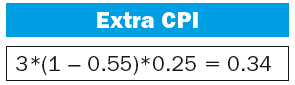 Extra CPI
3*(1 – 0.55)*0.25 = 0.34